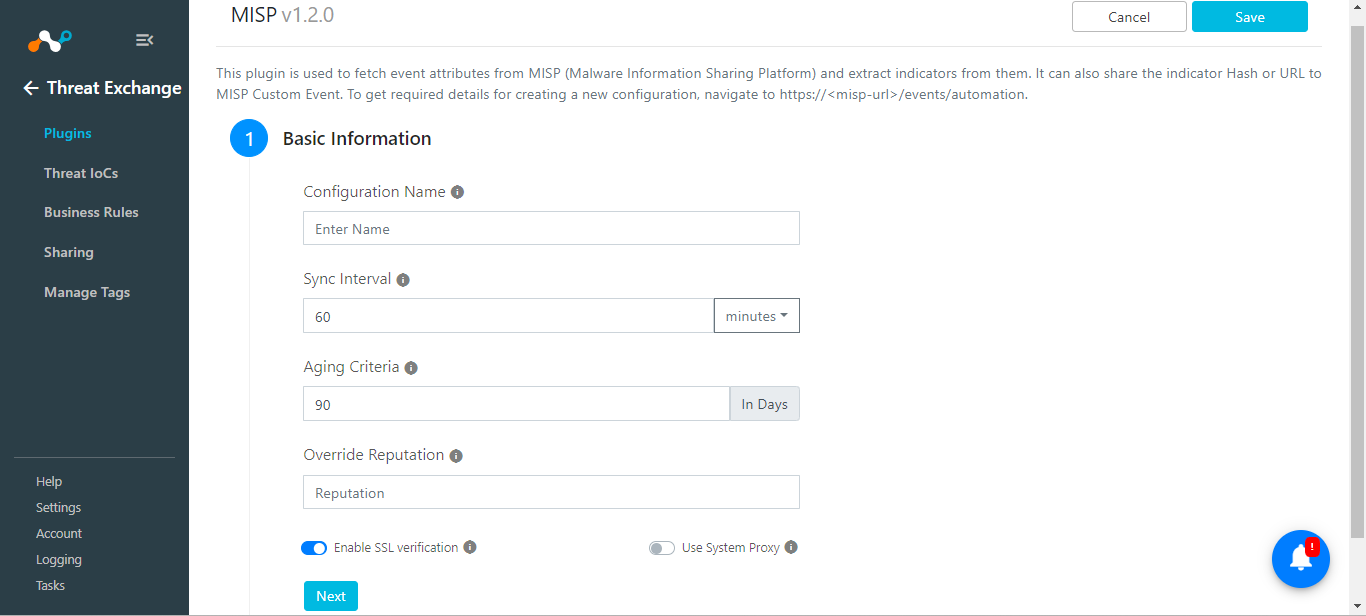 MISP v1.2.0
Cancel
Save
Threat Exchange
Plugins
Threat IoCs
Business Rules
Sharing
Manage Tags
Help
Settings
Account
Logging
Tasks
This plugin is used to fetch event attributes from MISP (Malware Information Sharing Platform) and extract indicators from them. It can also share the indicator Hash or URL to
MISP Custom Event. To get required details for creating a new configuration, navigate to https://<misp-url>/events/automation.
1 Basic Information
Configuration Name i
Enter Name
Sync Interval i
60 minutes
Aging Criteria i
90 In Days
Override Reputation i
Reputation
Enable SSL verification i
Use System Proxy i
Next
!